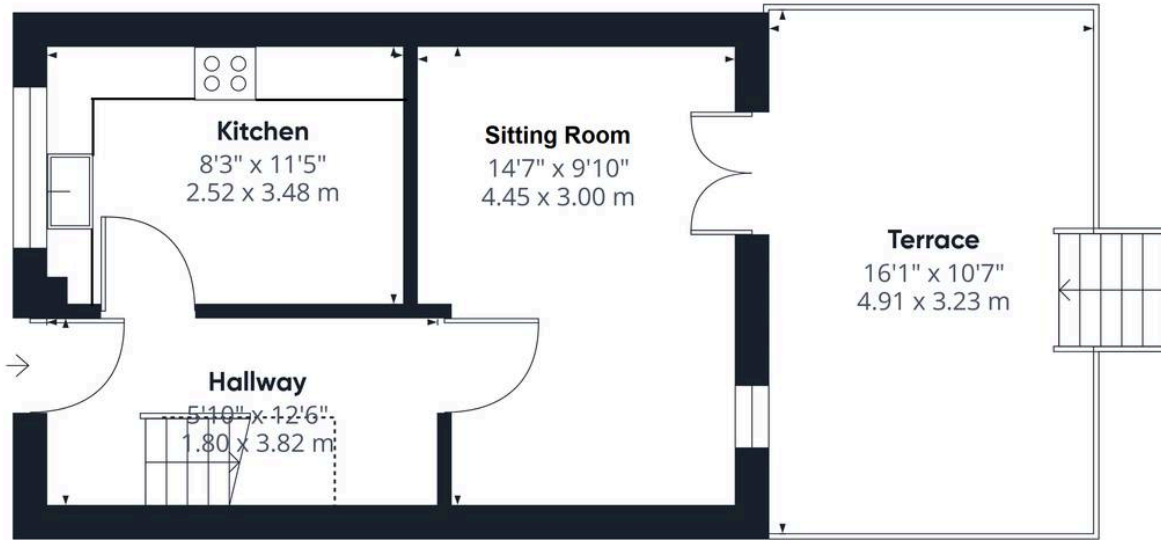 Kitchen
8'3" x 11'5"
2.52 x 3.48 m
Sitting Room
14'7" x 9'10"
4.45 x 3.00 m
Terrace
16'1" x 10'7"
4.91 x 3.23 m
Hallway
5'10" x 12'6"
1.80 x 3.82 m